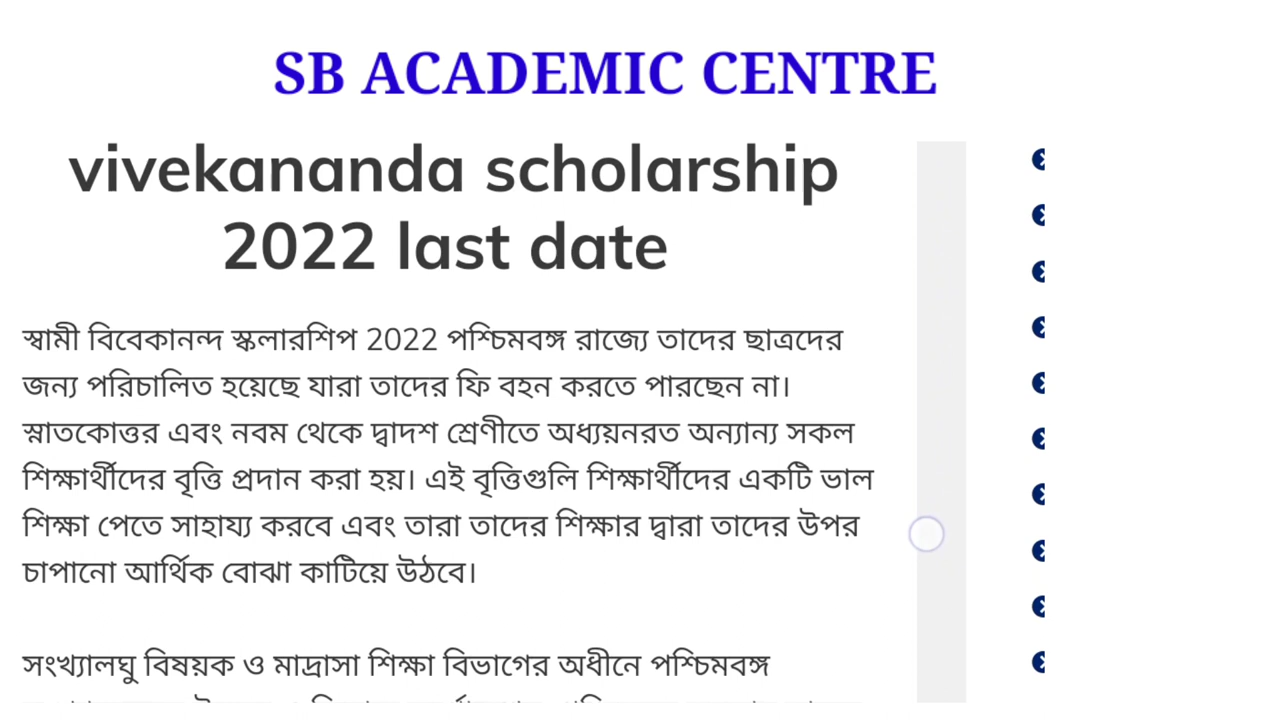 SB ACADEMIC CENTRE
vivekananda scholarship
2022 last date
স্বামী বিবেকানন্দ স্কলারশিপ 2022 পশ্চিমবঙ্গ রাজ্যে তাদের ছাত্রদের
জন্য পরিচালিত হয়েছে যারা তাদের ফি বহন করতে পারছেন না।
স্নাতকোত্তর এবং নবম থেকে দ্বাদশ শ্রেণীতে অধ্যয়নরত অন্যান্য সকল
শিক্ষার্থীদের বৃত্তি প্রদান করা হয়। এই বৃত্তিগুলি শিক্ষার্থীদের একটি ভাল
শিক্ষা পেতে সাহায্য করবে এবং তারা তাদের শিক্ষার দ্বারা তাদের উপর
চাপানো আর্থিক বোঝা কাটিয়ে উঠবে।
সংখ্যালঘু বিষয়ক ও মাদ্রাসা শিক্ষা বিভাগের অধীনে পশ্চিমবঙ্গ